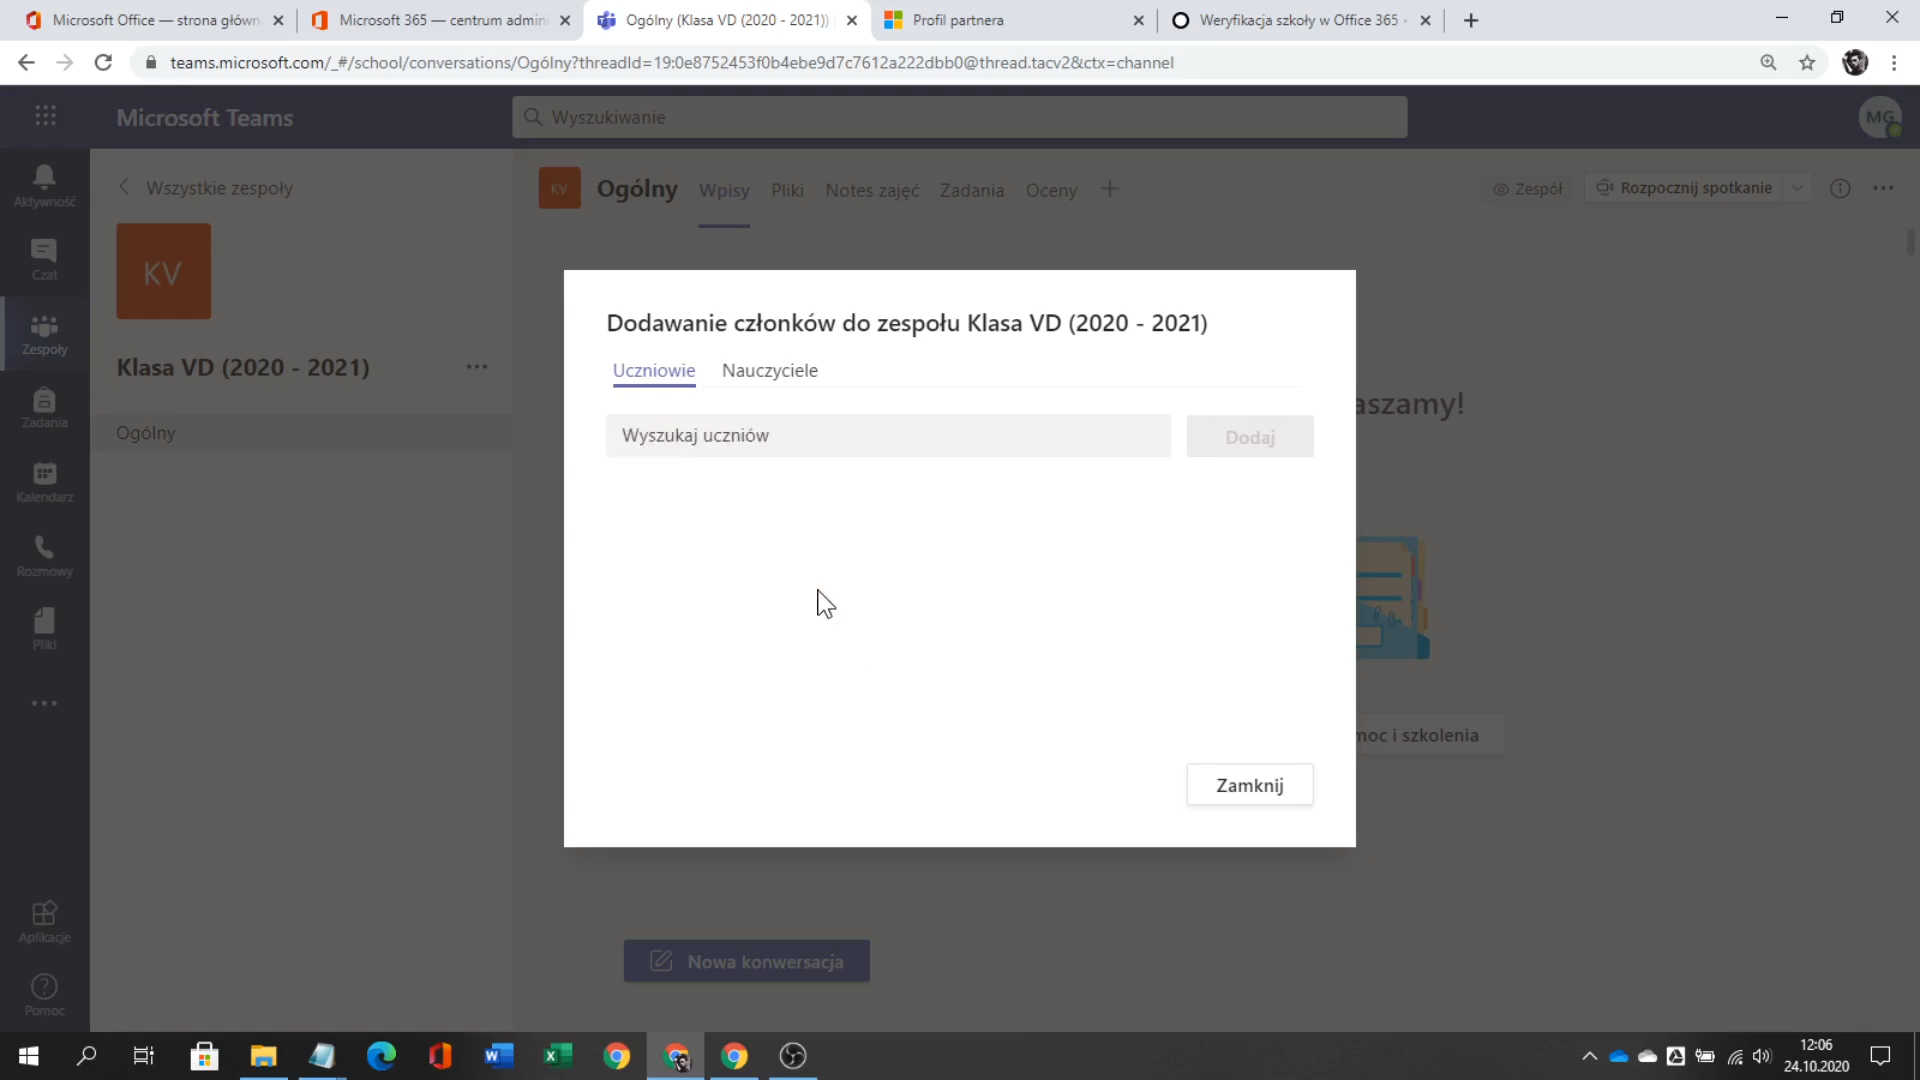 Microsoft Office — strona główn
Microsoft 365 — centrum admini
Ogólny (Klasa VD (2020 - 2021))
Profil partnera
Weryfikacja szkoły w Office 365 -
teams.microsoft.com/_#/school/conversations/Ogólny?threadId=19:0e8752453f0b4ebe9d7c7612a222dbb0@thread.tacv2&ctx=channel
Microsoft Teams
Wyszukiwanie
MG
Aktywność
Czat
Zespoły
Zadania
Kalendarz
Rozmowy
Pliki
Aplikacje
Pomoc
Wszystkie zespoły
KV
Klasa VD (2020 - 2021)
Ogólny
KV
Ogólny
Wpisy
Pliki
Notes zajęć
Zadania
Oceny
Zespół
Rozpocznij spotkanie
aszamy!
Dodawanie członków do zespołu Klasa VD (2020 - 2021)
Uczniowie
Nauczyciele
Wyszukaj uczniów
Dodaj
moc i szkolenia
Zamknij
Nowa konwersacja
12:06
24.10.2020